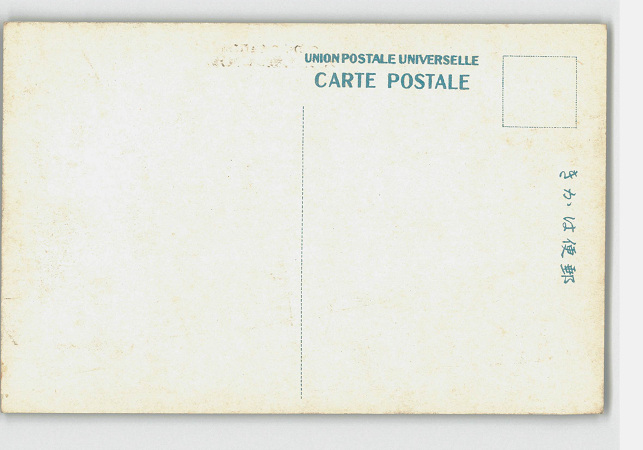 UNION POSTALE UNIVERSELLE
CARTE POSTALE
きかは便郵